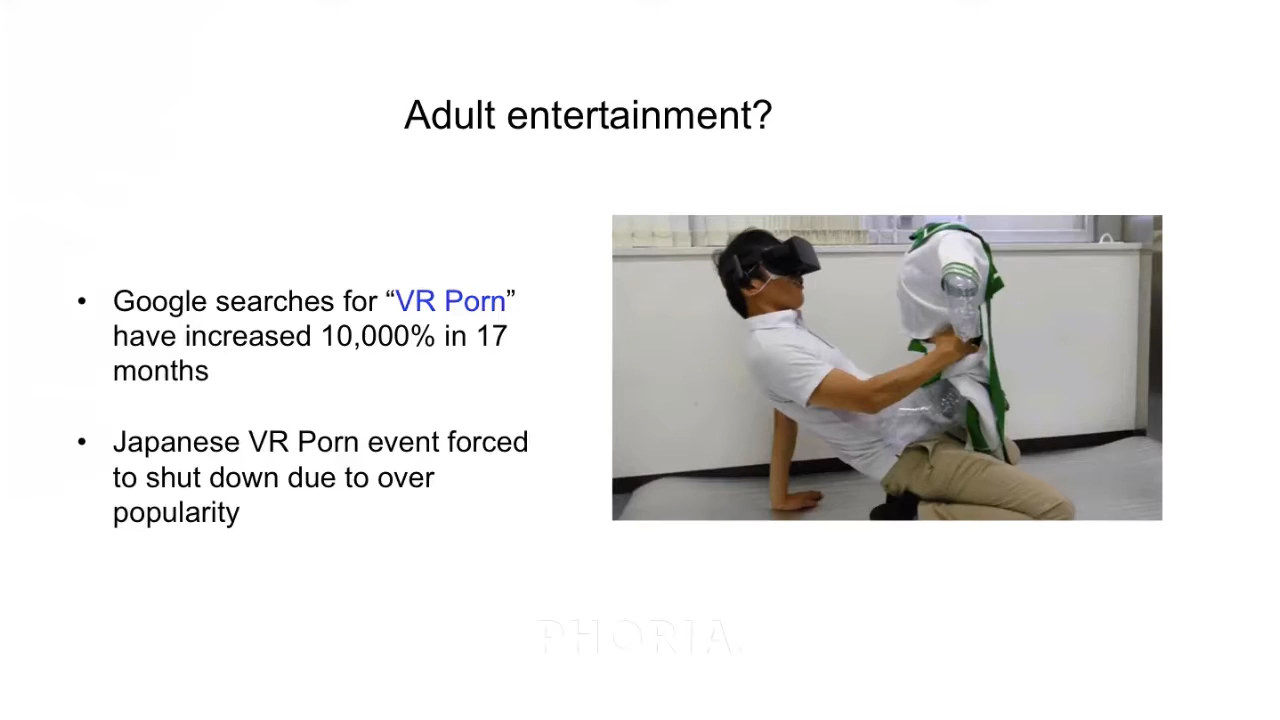 Adult entertainment?
• Google searches for “VR Porn”
have increased 10,000% in 17
months
• Japanese VR Porn event forced
to shut down due to over
popularity
PHORIA.